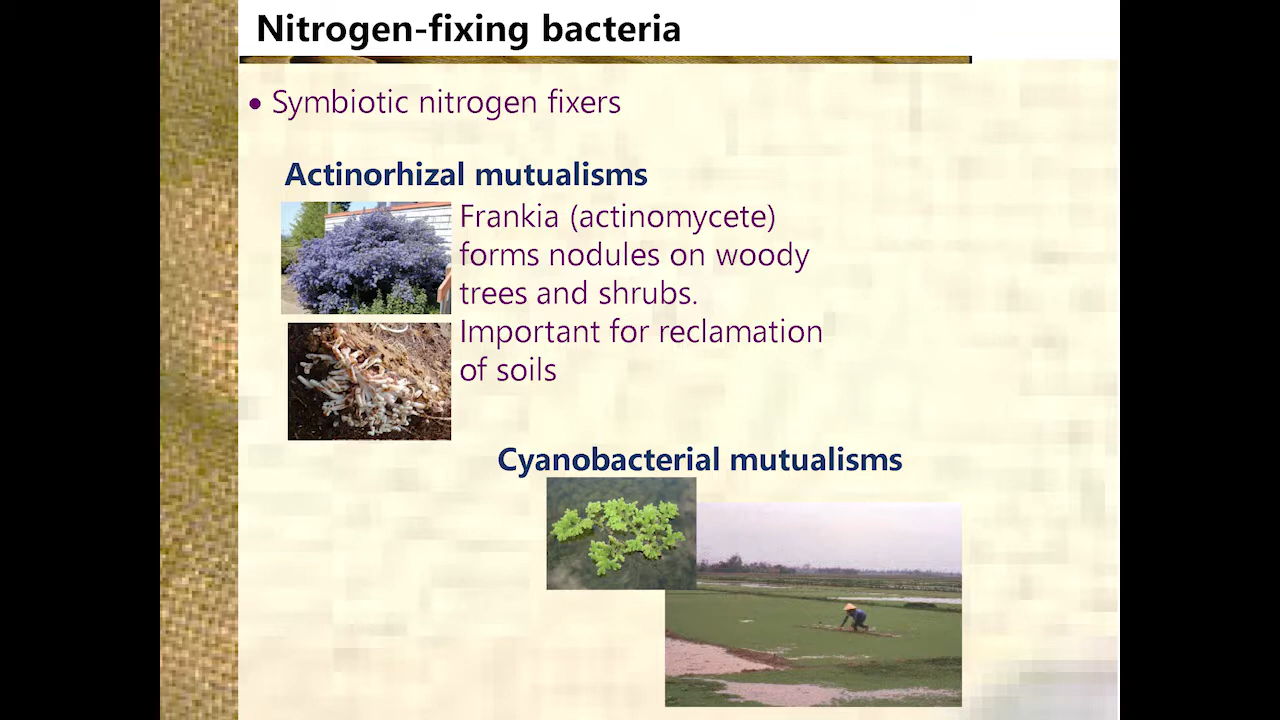 Nitrogen-fixing bacteria
• Symbiotic nitrogen fixers
Actinorhizal mutualisms
Frankia (actinomycete)
forms nodules on woody
trees and shrubs.
Important for reclamation
of soils
Cyanobacterial mutualisms